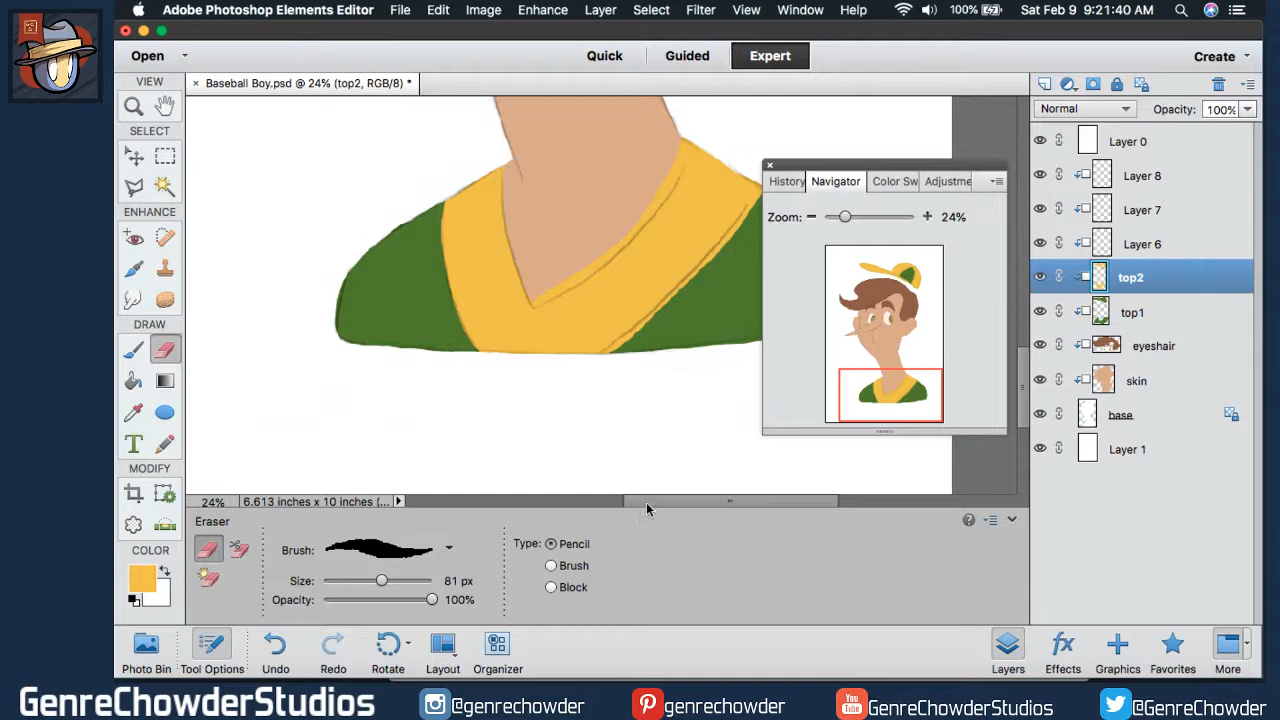 Adobe Photoshop Elements Editor File Edit Image Enhance Layer Select Filter View Window Help 100% Sat Feb 9 9:21:40 AM
Open Quick Guided Expert Create
VIEW
× Baseball Boy.psd @ 24% (top2, RGB/8) *
Normal Opacity: 100%
SELECT
Layer 0
Layer 8
Layer 7
Layer 6
top2
top1
eyeshair
skin
base
Layer 1
History Navigator Color Sw Adjustme
Zoom: 24%
ENHANCE
DRAW
MODIFY
24% 6.613 inches x 10 inches (...
COLOR
Eraser
Brush:
Size: 81 px
Opacity: 100%
Type: Pencil
Brush
Block
Photo Bin Tool Options Undo Redo Rotate Layout Organizer Layers Effects Graphics Favorites More
GenreChowderStudios @genrechowder genrechowder GenreChowderStudios @GenreChowder